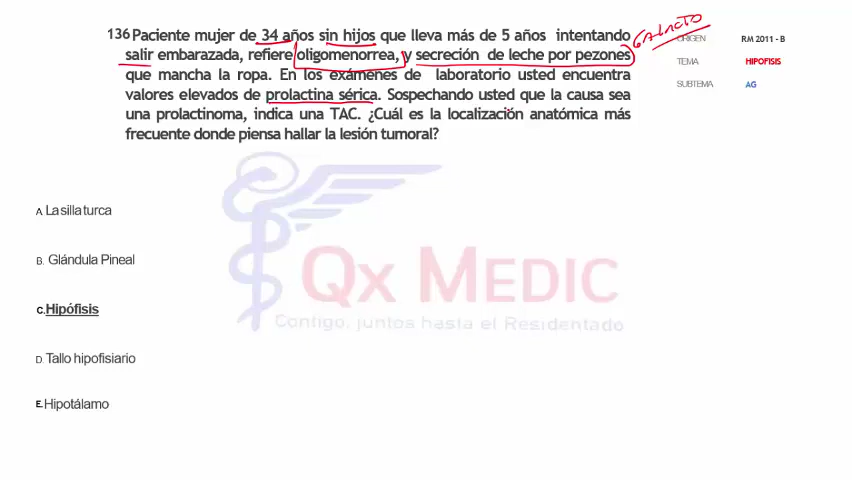 136 Paciente mujer de 34 años sin hijos que lleva más de 5 años intentando
salir embarazada, refiere oligomenorrea, y secreción de leche por pezones
que mancha la ropa. En los exámenes de laboratorio usted encuentra
valores elevados de prolactina sérica. Sospechando usted que la causa sea
una prolactinoma, indica una TAC. ¿Cuál es la localización anatómica más
frecuente donde piensa hallar la lesión tumoral?
GALACTO
ORIGEN RM 2011 - B
TEMA HIPOFISIS
SUBTEMA AG
A. La silla turca
B. Glándula Pineal
C. Hipófisis
D. Tallo hipofisiario
E. Hipotálamo
Qx MEDIC
Contigo, juntos hasta el Residentado